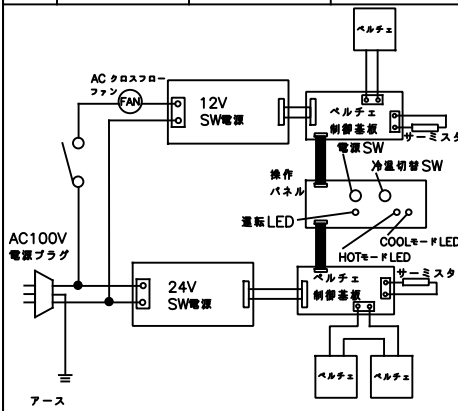 ペルチェ
AC クロスフロー
ファン
FAN
12V
SW電源
ペルチェ
制御基板
サーミスタ
電源SW
冷温切替SW
操作
パネル
運転LED
COOLモードLED
HOTモードLED
AC100V
電源プラグ
24V
SW電源
ペルチェ
制御基板
サーミスタ
ペルチェ
ペルチェ
アース